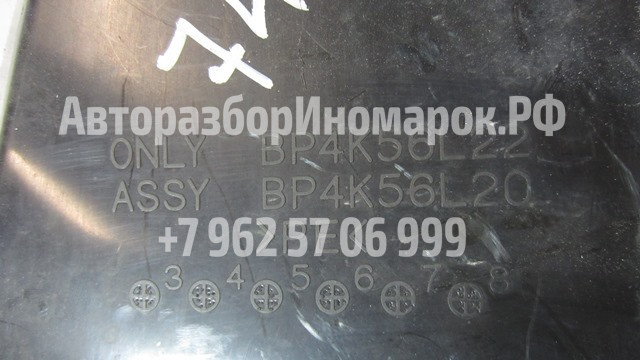 АвторазборИномарок.РФ
ONLY BP4K56L22
ASSY BP4K56L20
+7 962 57 06 999
3 4 5 6 7 8